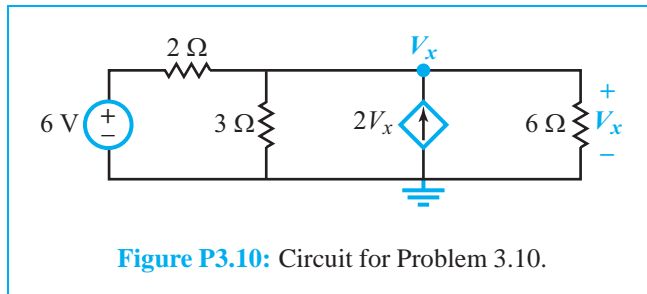 2 Ω
Vx
6 V
+
−
3 Ω
2Vx
6 Ω
+
Vx
−
Figure P3.10: Circuit for Problem 3.10.